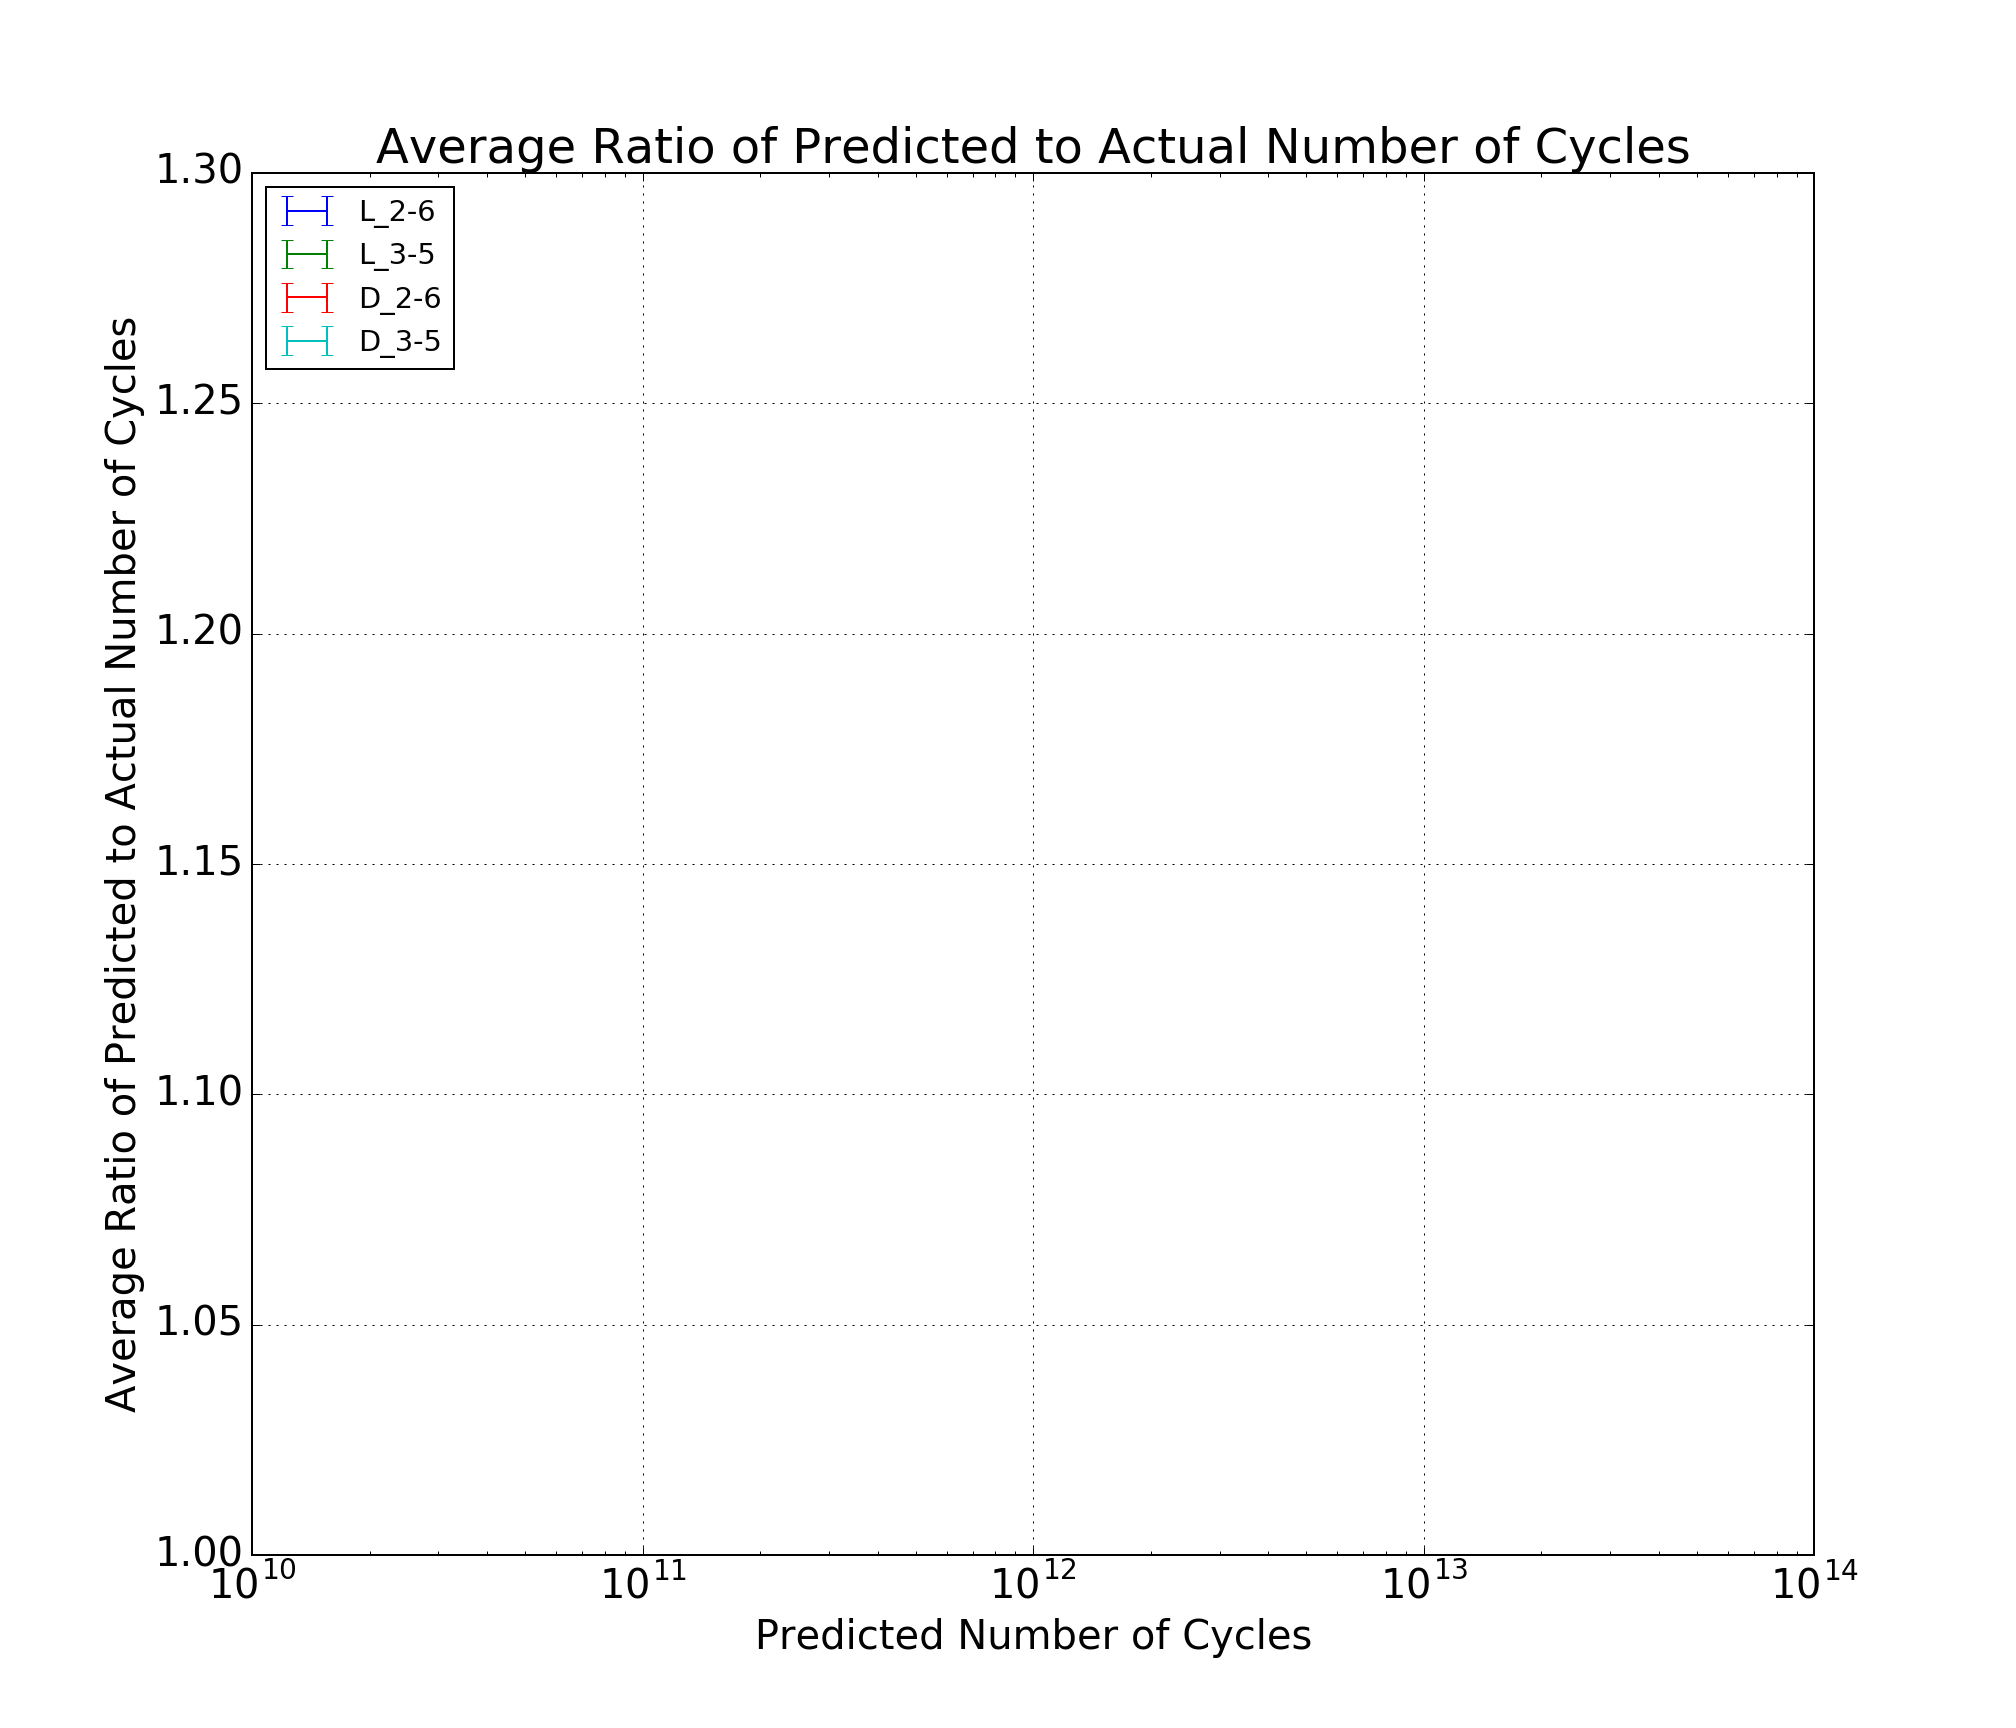 Average Ratio of Predicted to Actual Number of Cycles
1.30
1.25
1.20
1.15
1.10
1.05
1.00
Average Ratio of Predicted to Actual Number of Cycles
L_2-6
L_3-5
D_2-6
D_3-5
10^10 10^11 10^12 10^13 10^14
Predicted Number of Cycles